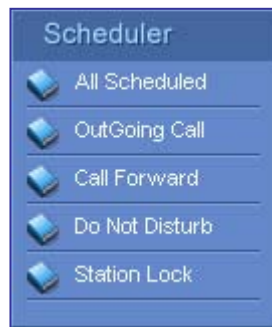 Scheduler
All Scheduled
OutGoing Call
Call Forward
Do Not Disturb
Station Lock